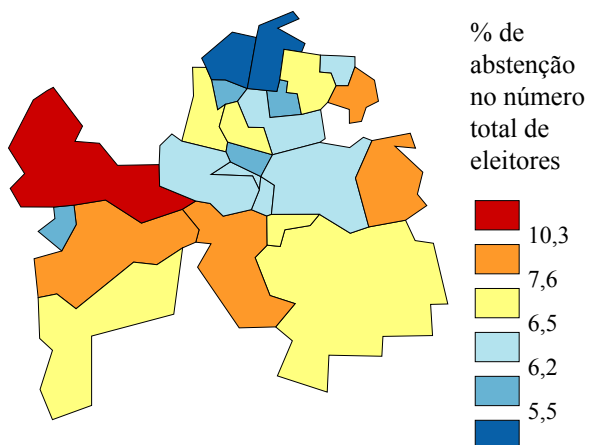 % de
abstenção
no número
total de
eleitores
10,3
7,6
6,5
6,2
5,5